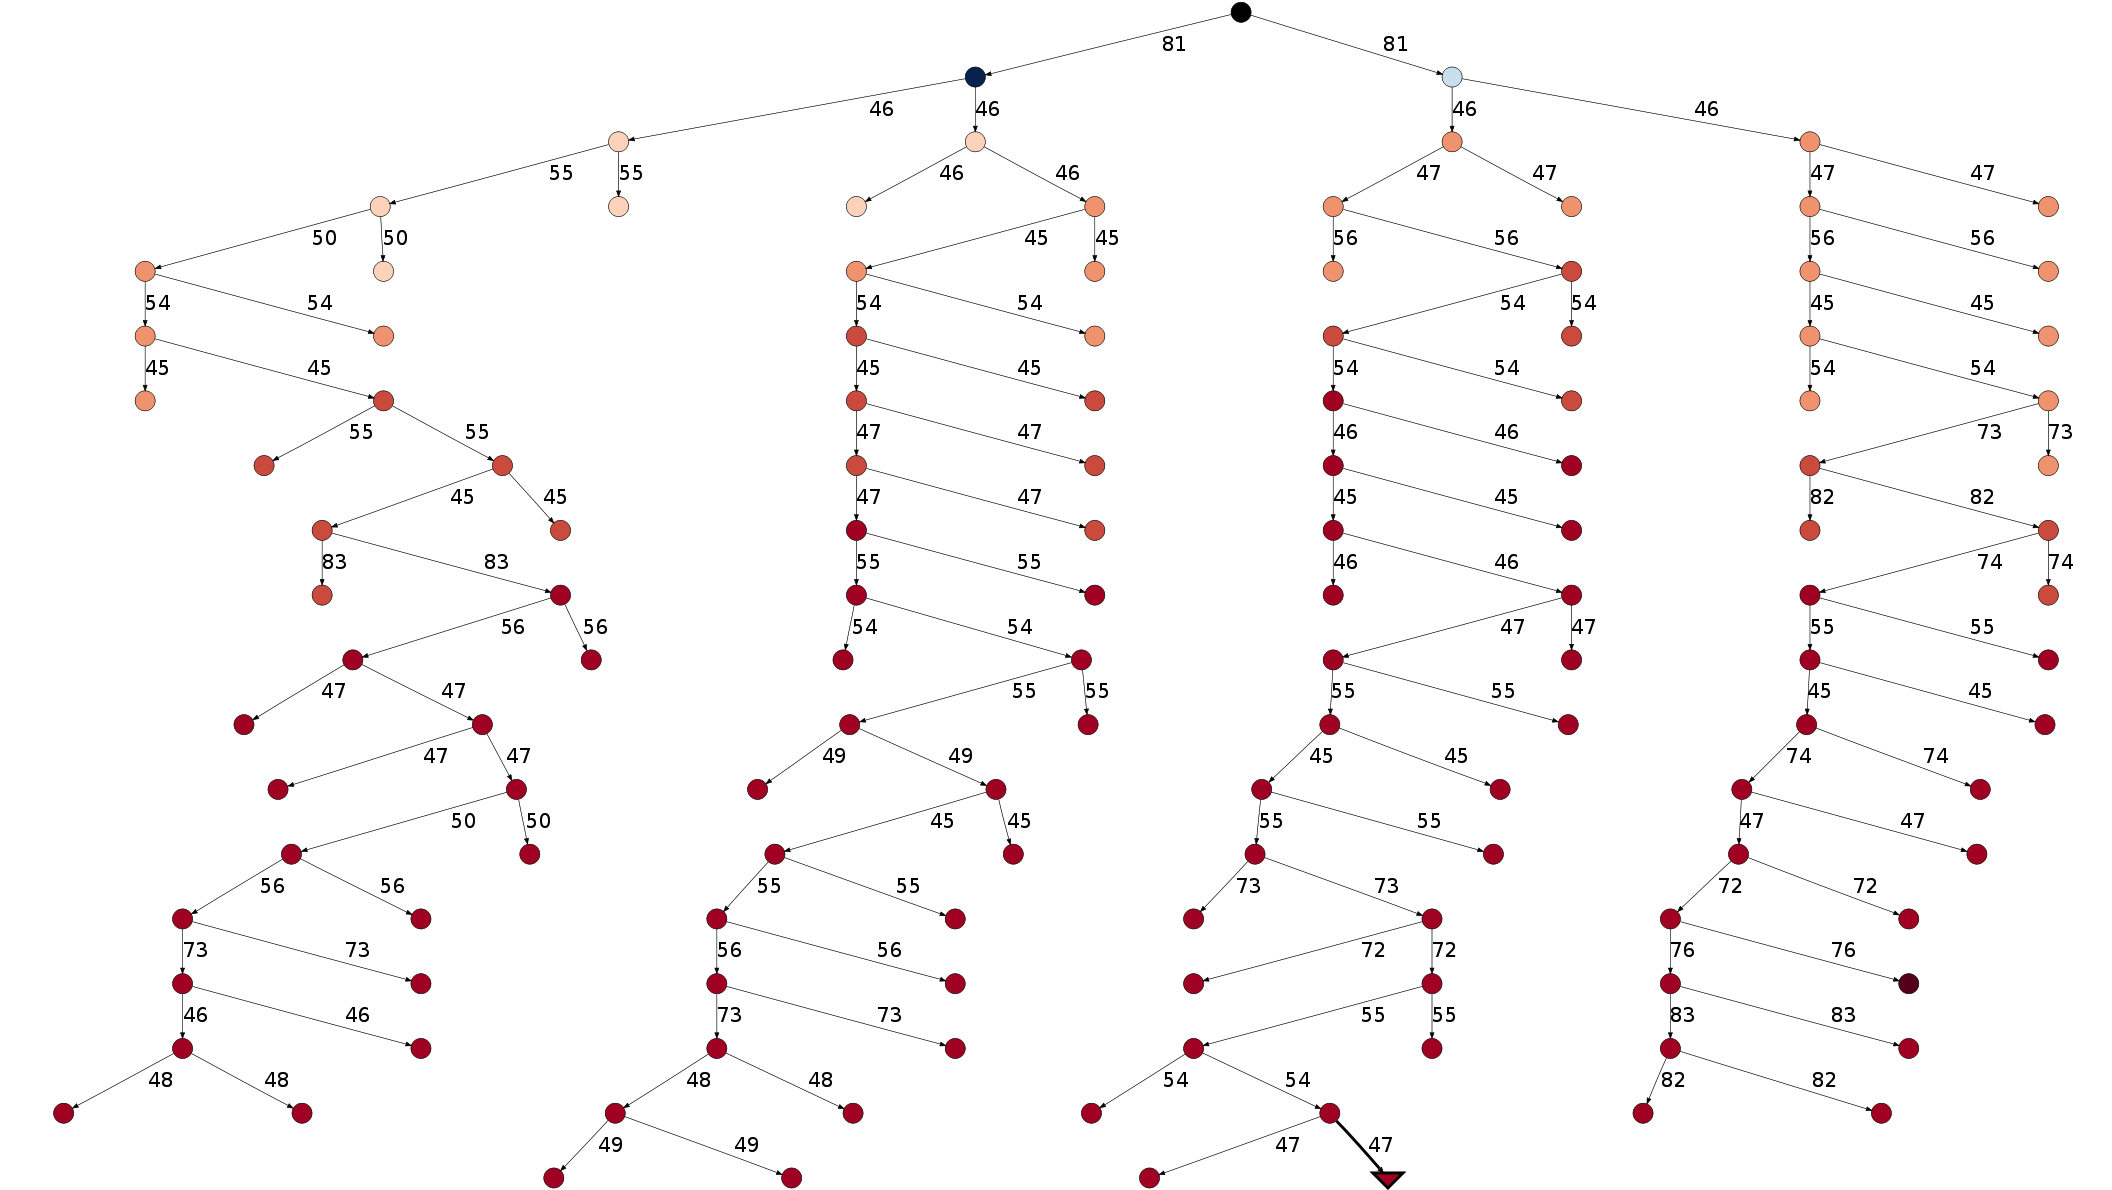 81 81
46 46 46 46
55 55 46 46 47 47 47 47
50 50 45 45 56 56 56 56
54 54 54 54 54 54 45 45
45 45 45 45 54 54 54 54
55 55 47 47 46 46 73 73
45 45 47 47 45 45 82 82
83 83 55 55 46 46 74 74
56 56 54 54 47 47 55 55
47 47 55 55 55 55 45 45
47 47 49 49 45 45 74 74
50 50 45 45 55 55 47 47
56 56 55 55 73 73 72 72
73 73 56 56 72 72 76 76
46 46 73 73 55 55 83 83
48 48 48 48 54 54 82 82
49 49 47 47